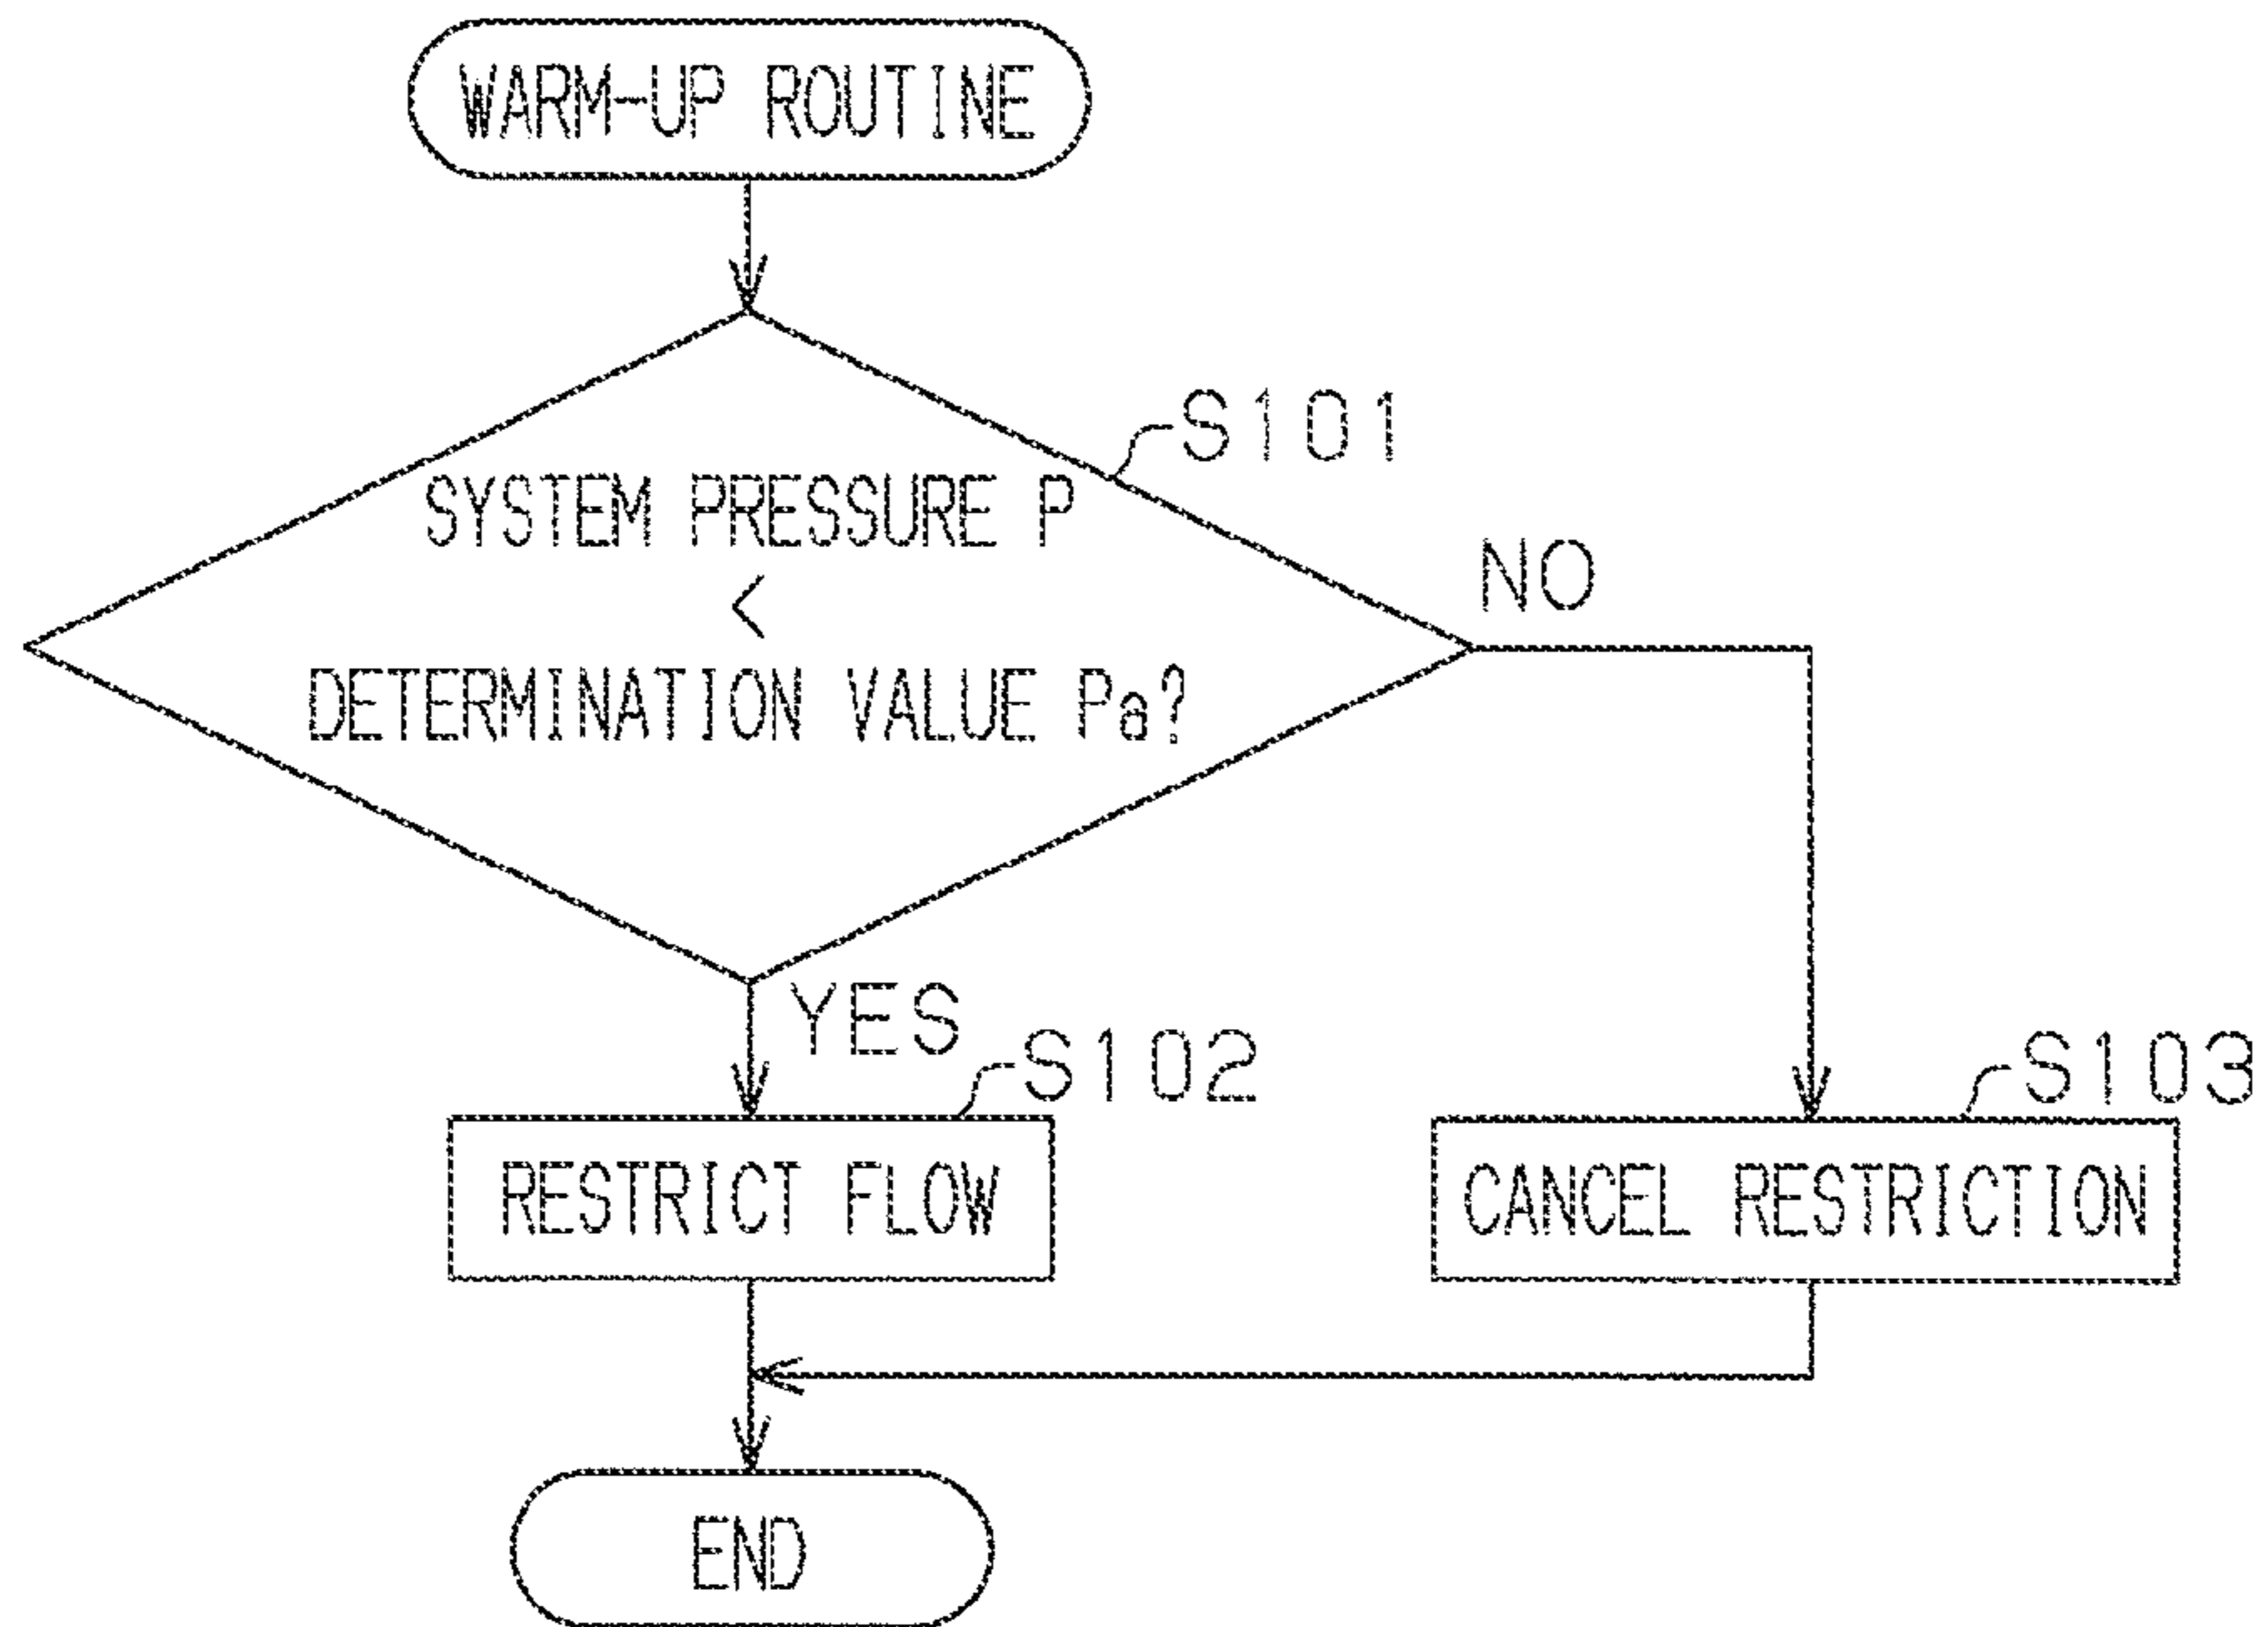 WARM-UP ROUTINE
S101
SYSTEM PRESSURE P
<
DETERMINATION VALUE Pa?
NO
YES
S102
S103
RESTRICT FLOW
CANCEL RESTRICTION
END